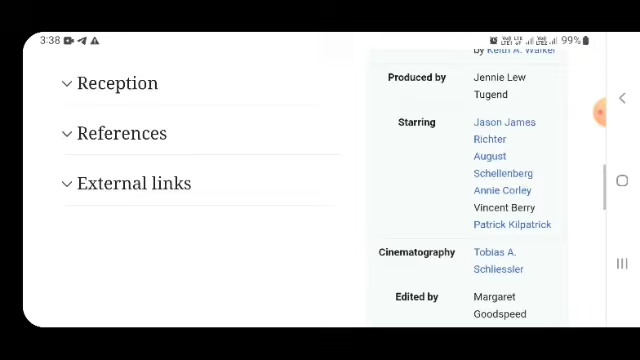 3:38
99%
by Keith A. Walker
Reception
Produced by
Jennie Lew
Tugend
References
Starring
Jason James
Richter
August
Schellenberg
Annie Corley
Vincent Berry
Patrick Kilpatrick
External links
Cinematography
Tobias A.
Schliessler
Edited by
Margaret
Goodspeed